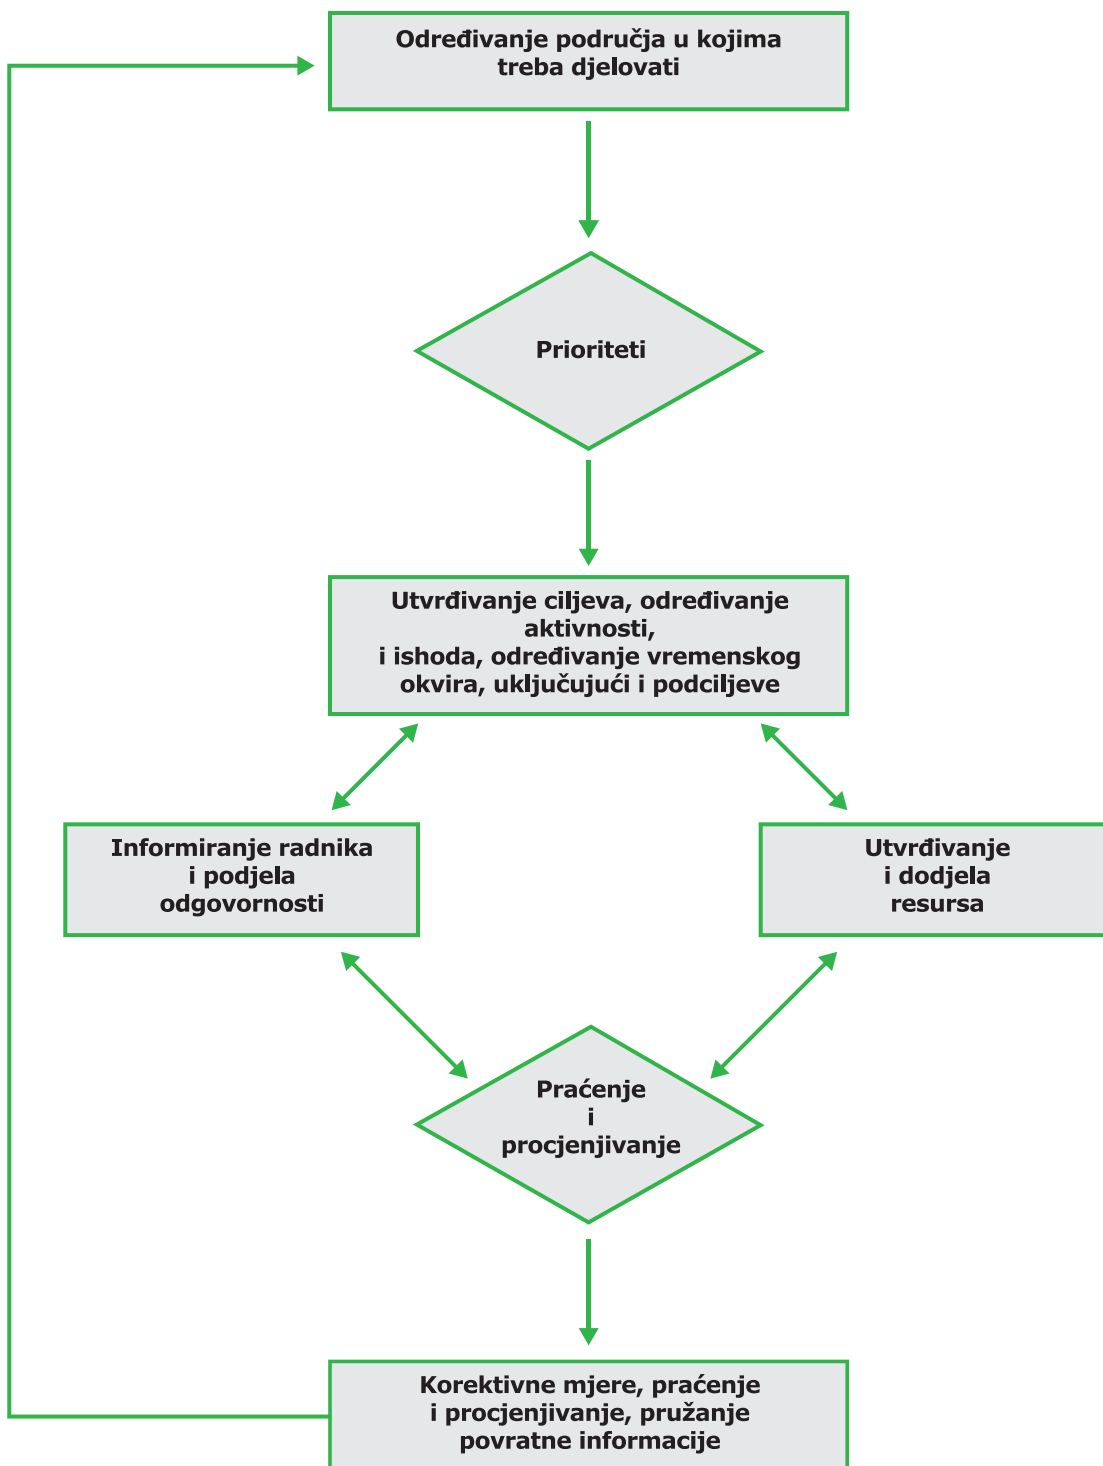 Određivanje područja u kojima
treba djelovati
Prioriteti
Utvrđivanje ciljeva, određivanje
aktivnosti,
i ishoda, određivanje vremenskog
okvira, uključujući i podciljeve
Informiranje radnika
i podjela
odgovornosti
Utvrđivanje
i dodjela
resursa
Praćenje
i
procjenjivanje
Korektivne mjere, praćenje
i procjenjivanje, pružanje
povratne informacije